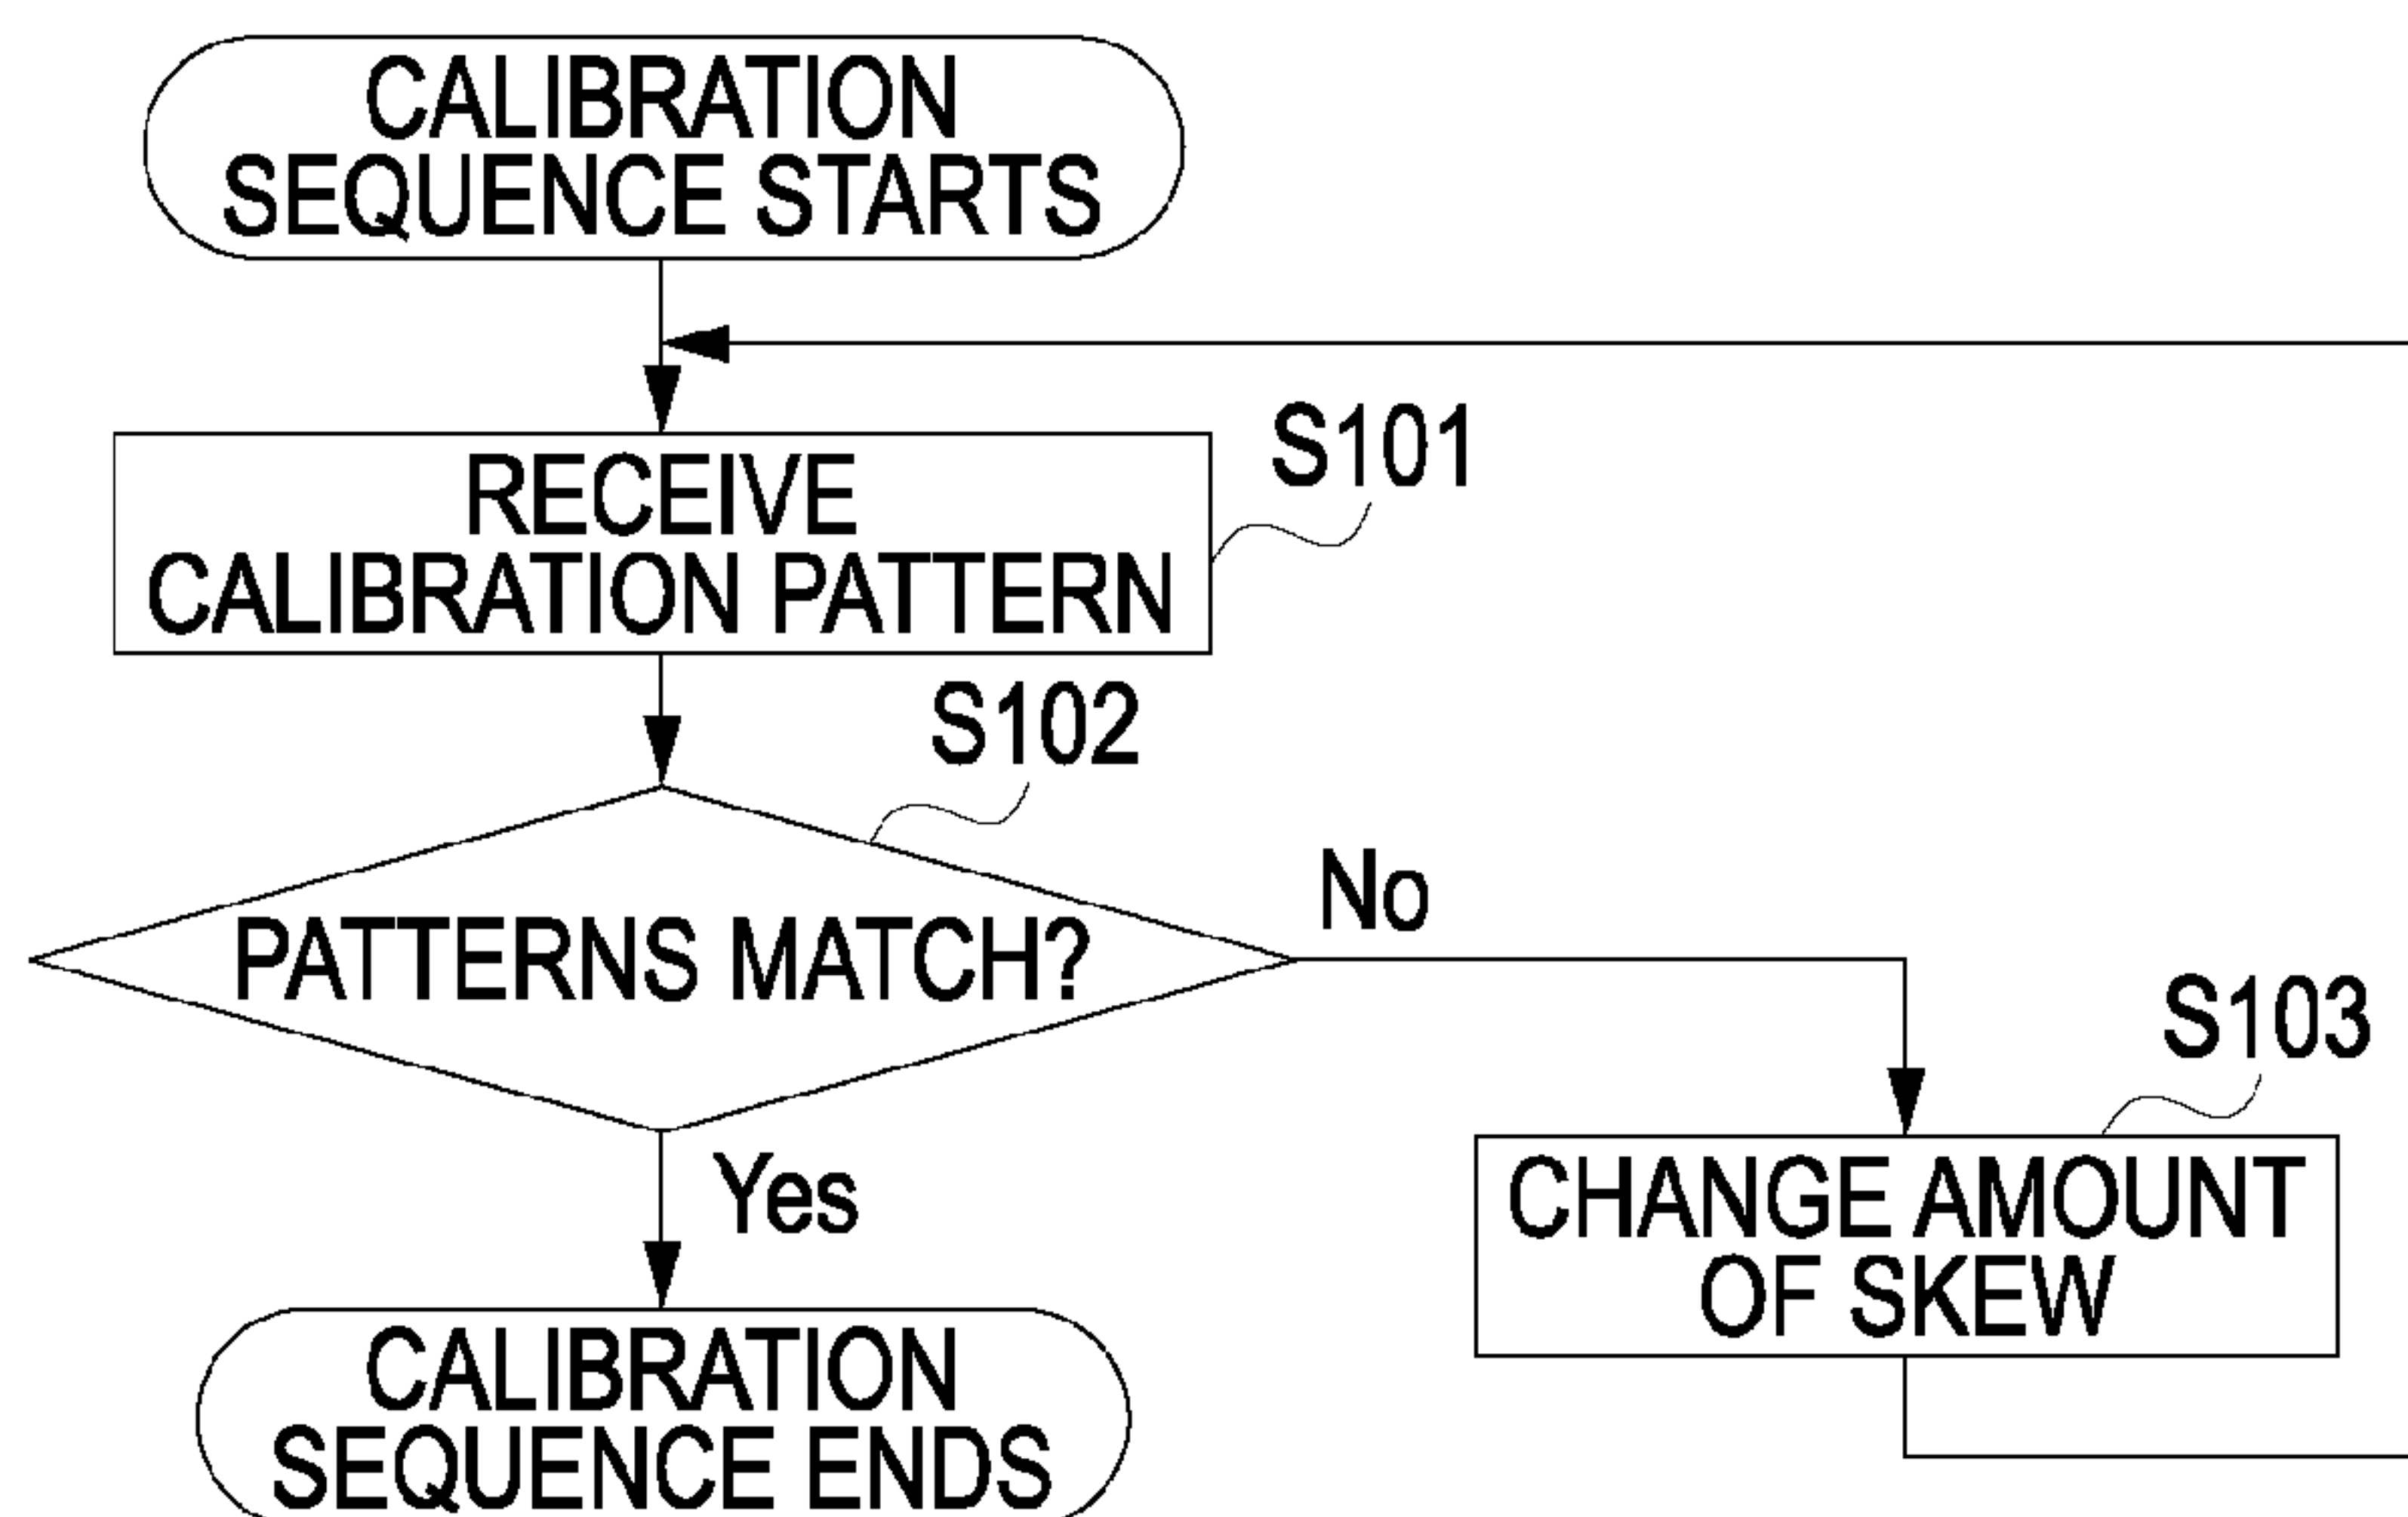 CALIBRATION
SEQUENCE STARTS
S101
RECEIVE
CALIBRATION PATTERN
S102
PATTERNS MATCH?
No
S103
CHANGE AMOUNT
OF SKEW
Yes
CALIBRATION
SEQUENCE ENDS